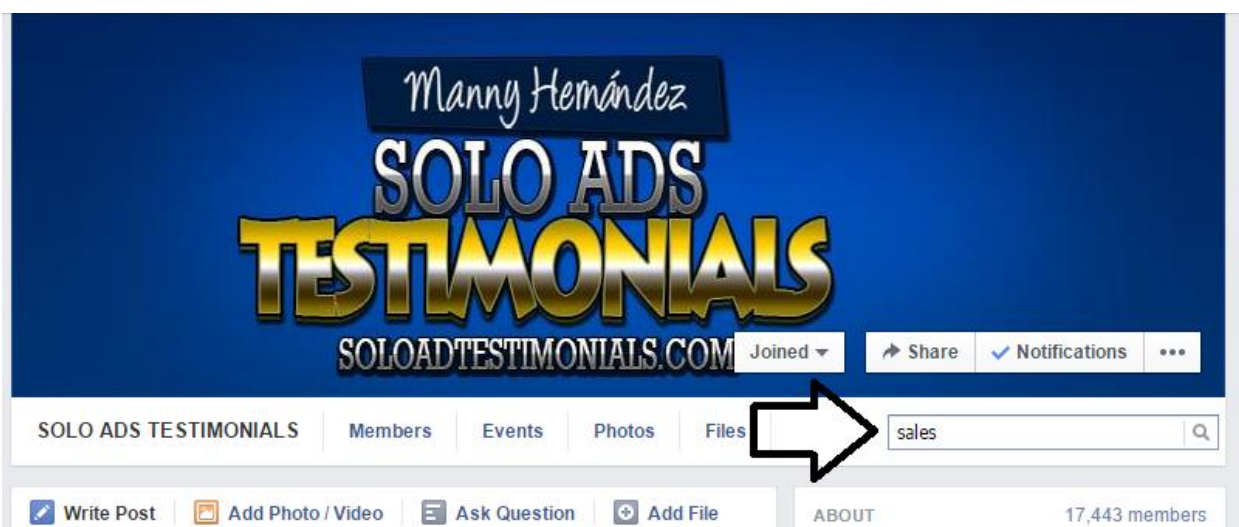 Manny Hernández
SOLO ADS
TESTIMONIALS
SOLOADTESTIMONIALS.COM
Joined
Share
Notifications
SOLO ADS TESTIMONIALS Members Events Photos Files
sales
Write Post Add Photo / Video Ask Question Add File
ABOUT 17,443 members